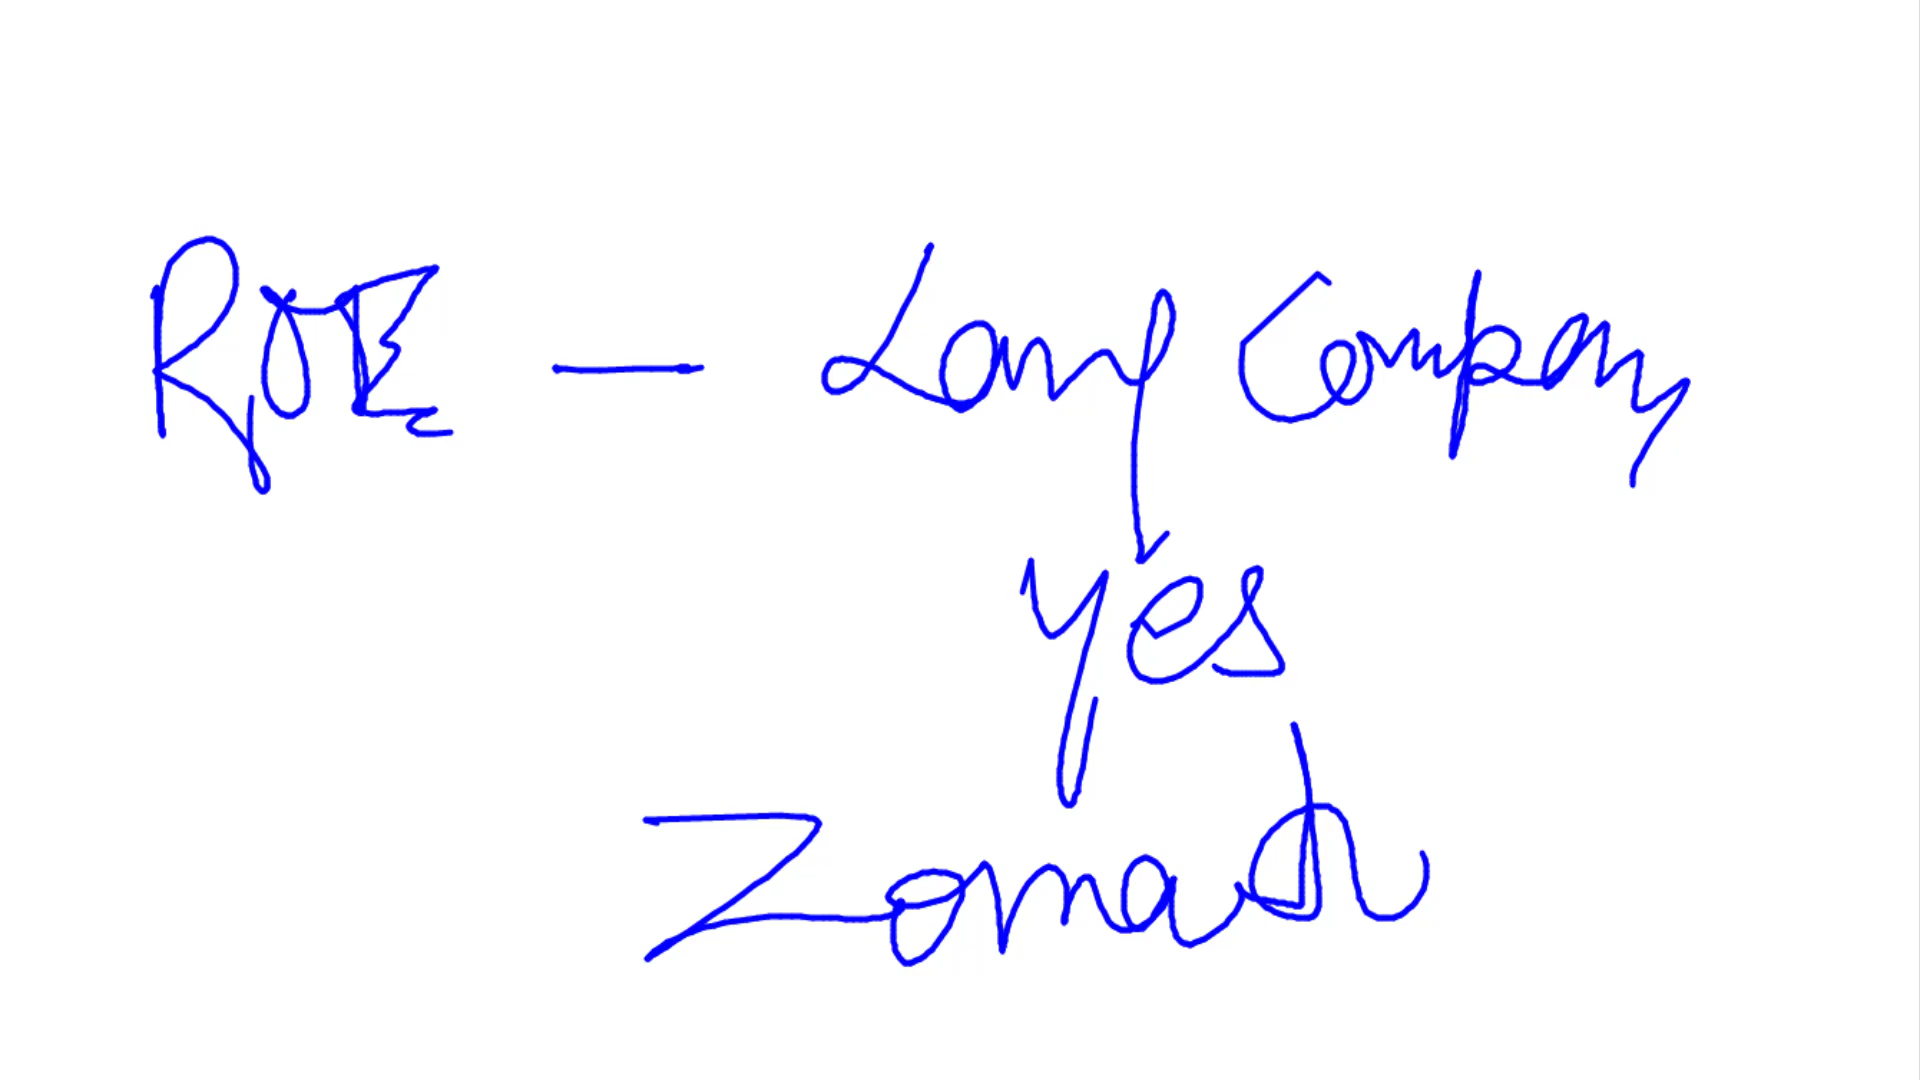 ROE — Long Company
Yes
Zomato